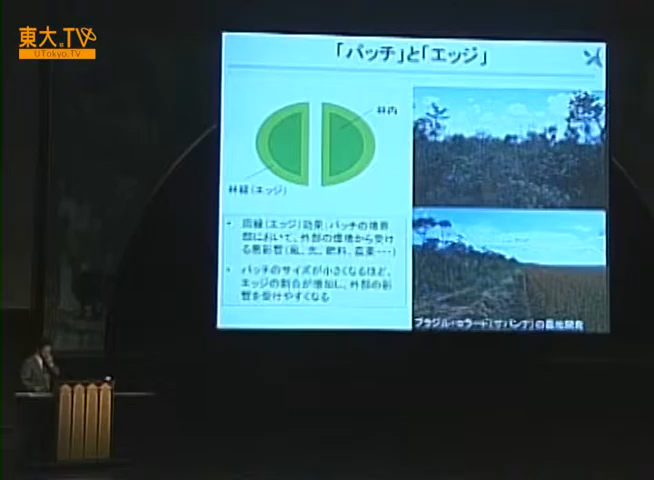 東大.TV
UTokyo.TV
「パッチ」と「エッジ」
林内
林縁(エッジ)
• 周縁(エッジ)効果:パッチの境界
部において、外部の環境から受け
る悪影響(風、光、肥料、農薬・・・)
• パッチのサイズが小さくなるほど、
エッジの割合が増加し、外部の影
響を受けやすくなる
ブラジル・セラード(サバンナ)の農地開発